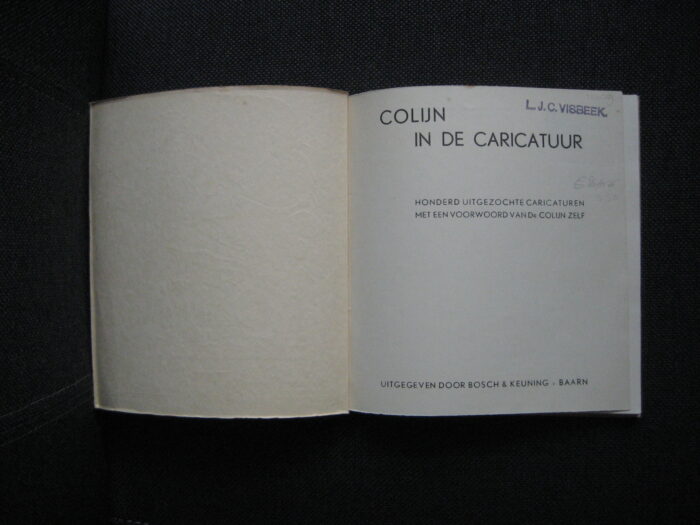 L. J. C. VISBEEK.
COLIJN
IN DE CARICATUUR
HONDERD UITGEZOCHTE CARICATUREN
MET EEN VOORWOORD VAN DR COLIJN ZELF
UITGEGEVEN DOOR BOSCH & KEUNING - BAARN